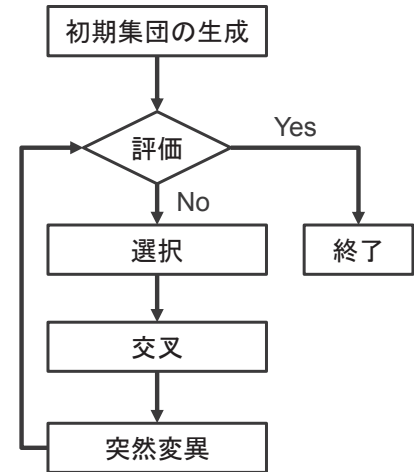 初期集団の生成
評価
Yes
No
選択
終了
交叉
突然変異